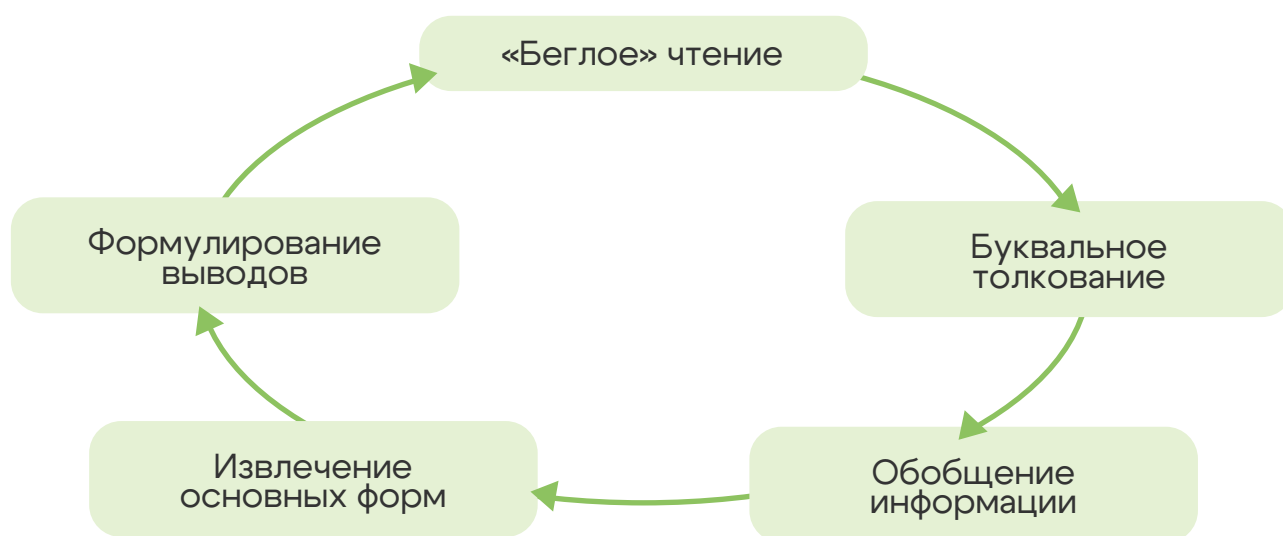 «Беглое» чтение
Буквальное
толкование
Обобщение
информации
Извлечение
основных форм
Формулирование
выводов